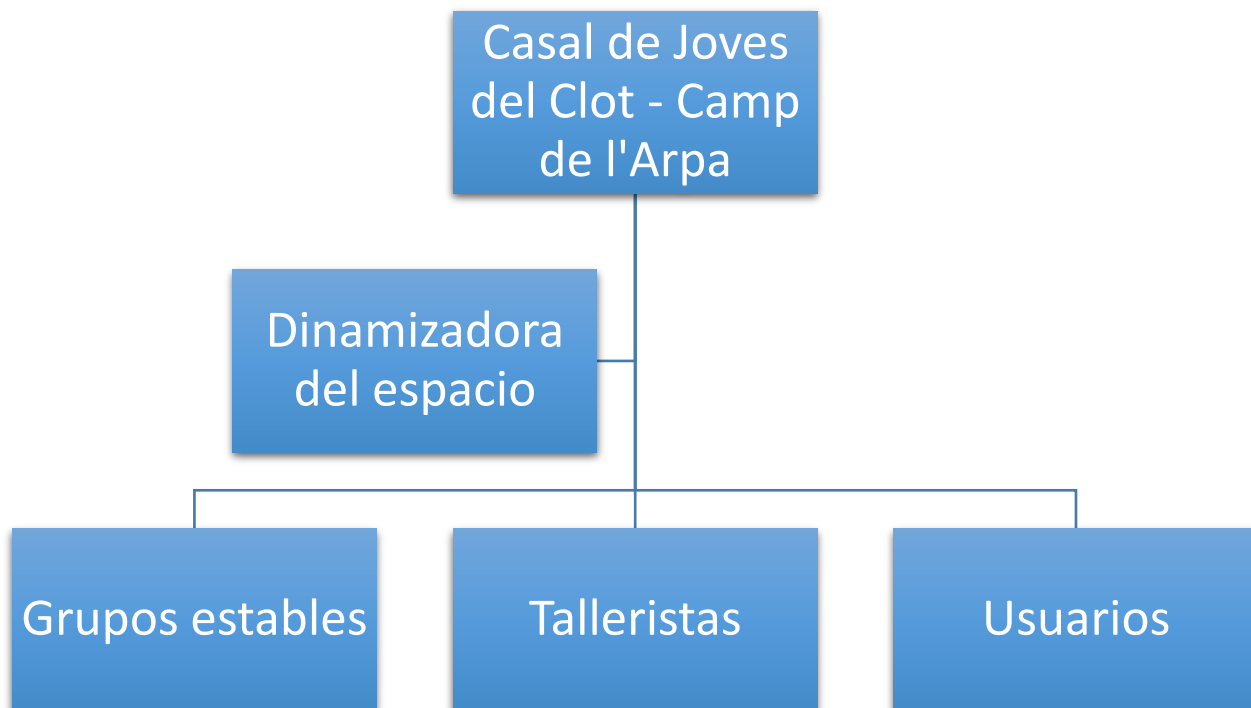 Casal de Joves
del Clot - Camp
de l'Arpa
Dinamizadora
del espacio
Grupos estables
Talleristas
Usuarios